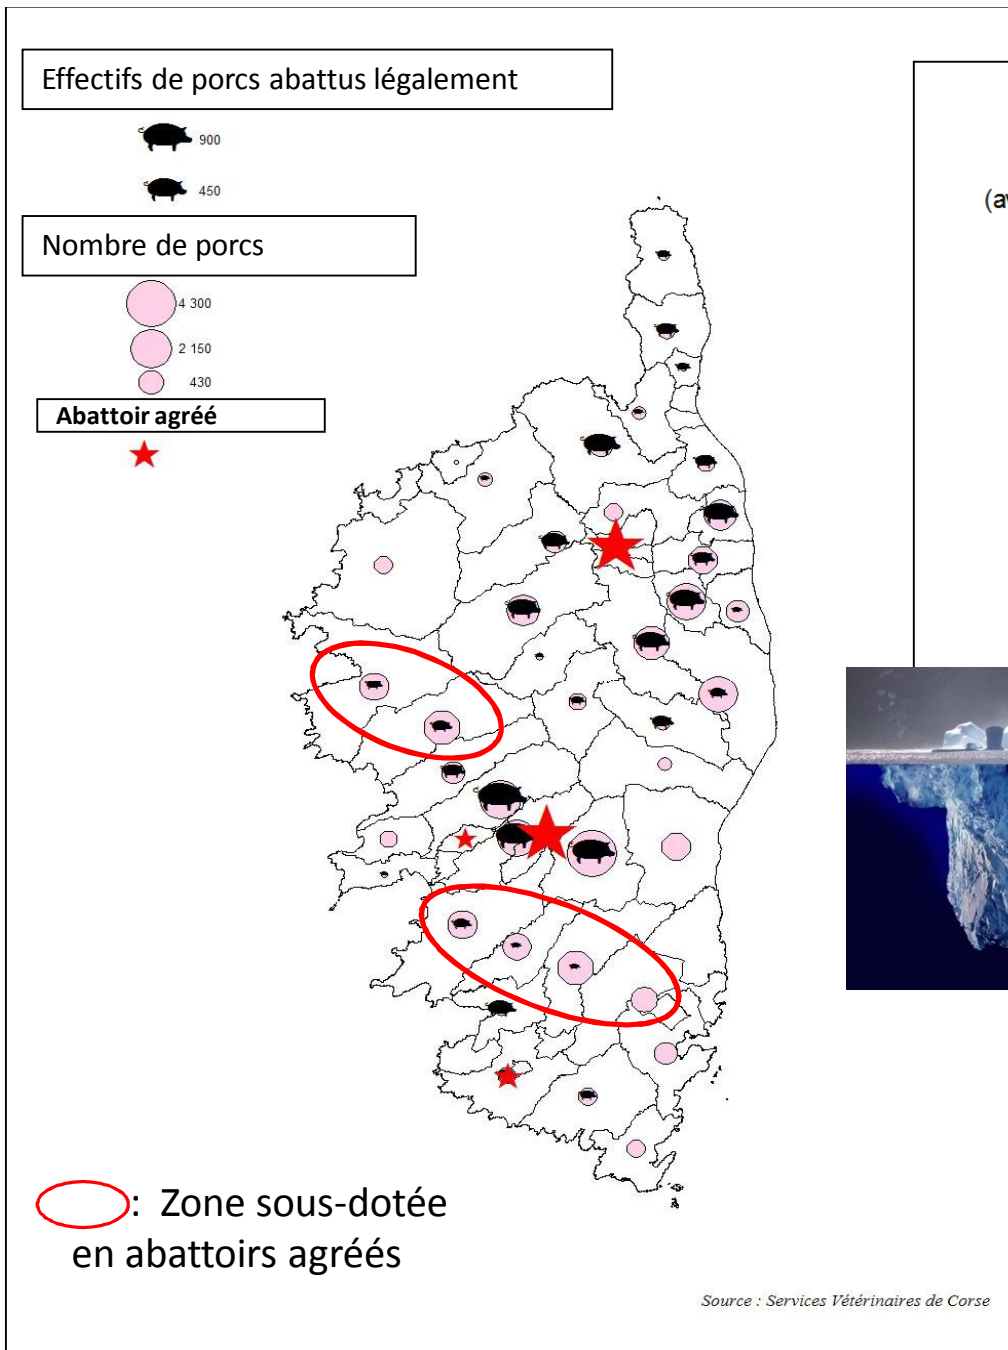 Effectifs de porcs abattus légalement
900
450
Nombre de porcs
4 300
2 150
430
Abattoir agréé
(a
: Zone sous-dotée
en abattoirs agréés
Source : Services Vétérinaires de Corse